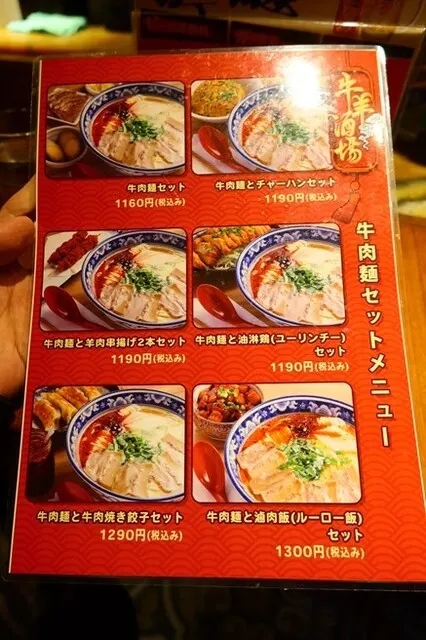 牛羊酒場
牛肉麺セットメニュー
牛肉麺セット
1160円(税込み)
牛肉麺とチャーハンセット
1190円(税込み)
牛肉麺と羊肉串揚げ2本セット
1190円(税込み)
牛肉麺と油淋鶏(ユーリンチー)
セット
1190円(税込み)
牛肉麺と牛肉焼き餃子セット
1290円(税込み)
牛肉麺と滷肉飯(ルーロー飯)
セット
1300円(税込み)